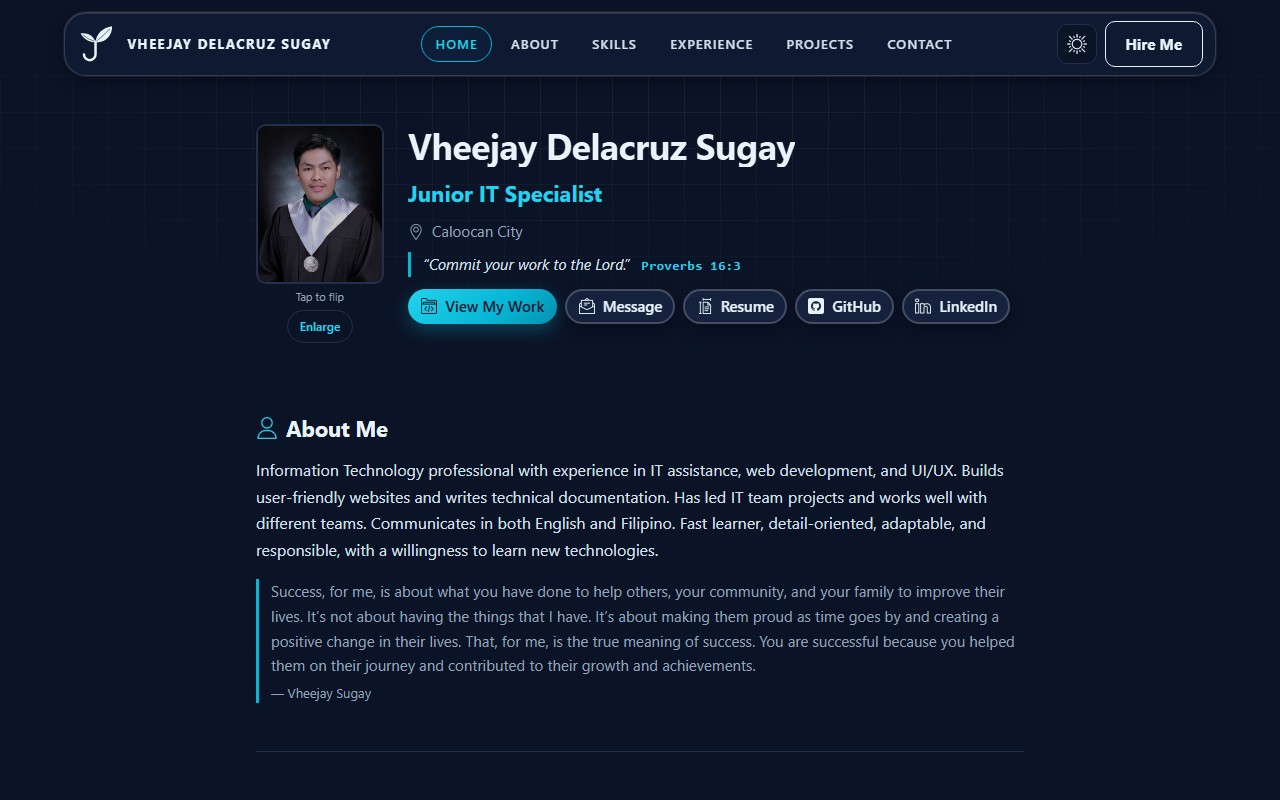 VHEEJAY DELACRUZ SUGAY
HOME
ABOUT
SKILLS
EXPERIENCE
PROJECTS
CONTACT
Hire Me
Vheejay Delacruz Sugay
Junior IT Specialist
Caloocan City
“Commit your work to the Lord.” Proverbs 16:3
Tap to flip
Enlarge
View My Work
Message
Resume
GitHub
LinkedIn
About Me
Information Technology professional with experience in IT assistance, web development, and UI/UX. Builds
user-friendly websites and writes technical documentation. Has led IT team projects and works well with
different teams. Communicates in both English and Filipino. Fast learner, detail-oriented, adaptable, and
responsible, with a willingness to learn new technologies.
Success, for me, is about what you have done to help others, your community, and your family to improve their
lives. It’s not about having the things that I have. It’s about making them proud as time goes by and creating a
positive change in their lives. That, for me, is the true meaning of success. You are successful because you helped
them on their journey and contributed to their growth and achievements.
— Vheejay Sugay